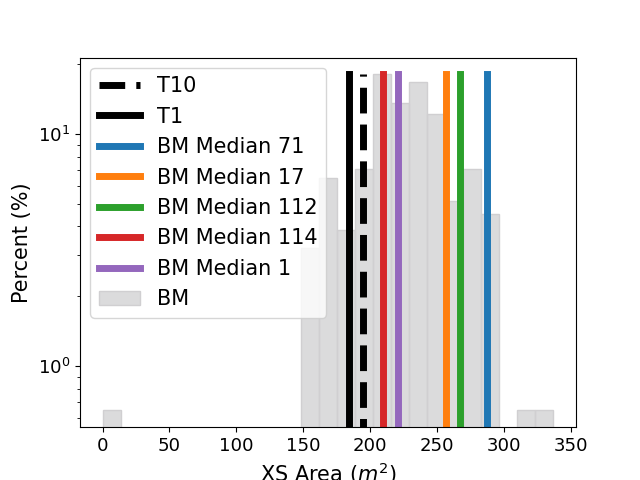 T10
T1
BM Median 71
BM Median 17
BM Median 112
BM Median 114
BM Median 1
BM
Percent (%)
10¹
10⁰
0 50 100 150 200 250 300 350
XS Area (m²)